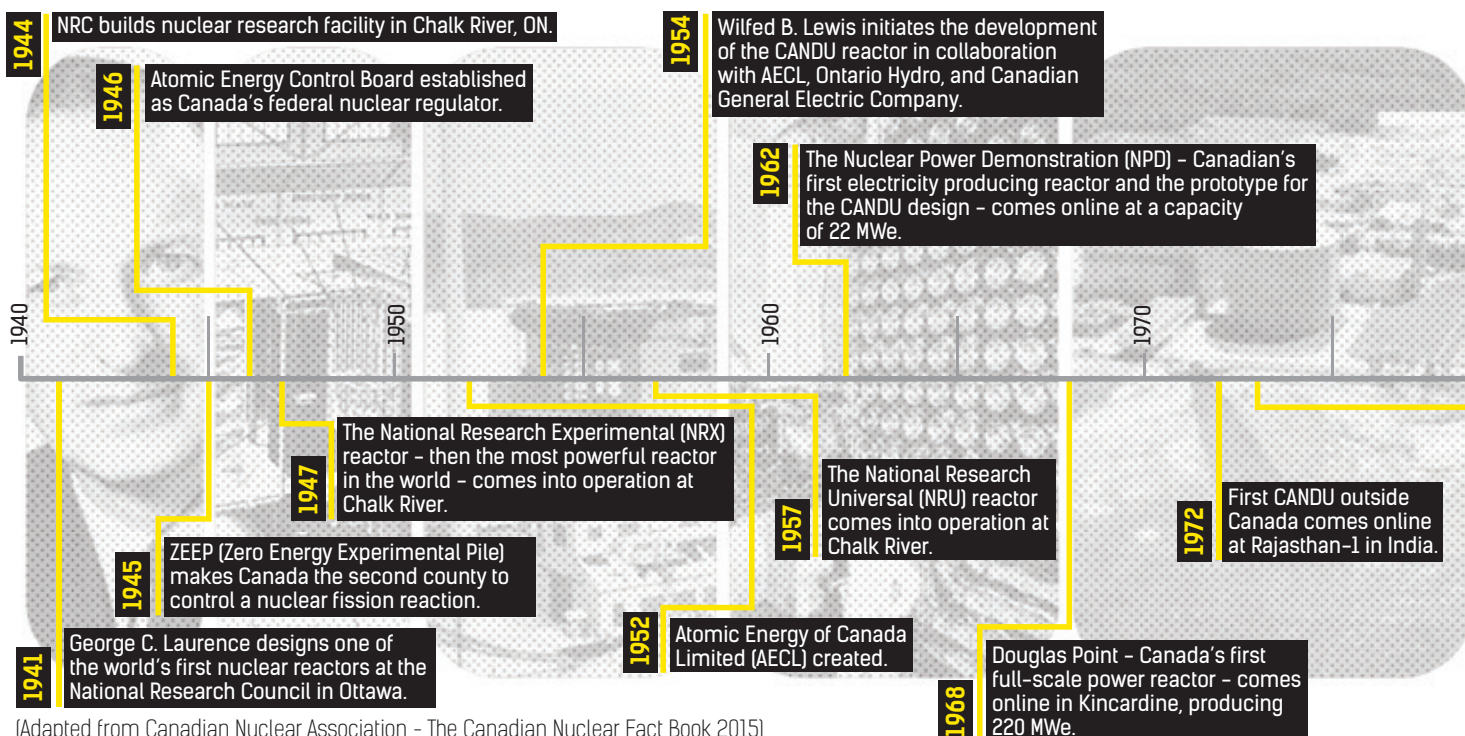 1944
NRC builds nuclear research facility in Chalk River, ON.
1946
Atomic Energy Control Board established
as Canada's federal nuclear regulator.
1954
Wilfed B. Lewis initiates the development
of the CANDU reactor in collaboration
with AECL, Ontario Hydro, and Canadian
General Electric Company.
1962
The Nuclear Power Demonstration (NPD) – Canadian's
first electricity producing reactor and the prototype for
the CANDU design – comes online at a capacity
of 22 MWe.
1940
1950
1960
1970
1947
The National Research Experimental (NRX)
reactor – then the most powerful reactor
in the world – comes into operation at
Chalk River.
1957
The National Research
Universal (NRU) reactor
comes into operation at
Chalk River.
1972
First CANDU outside
Canada comes online
at Rajasthan-1 in India.
1945
ZEEP (Zero Energy Experimental Pile)
makes Canada the second county to
control a nuclear fission reaction.
1952
Atomic Energy of Canada
Limited (AECL) created.
1941
George C. Laurence designs one of
the world's first nuclear reactors at the
National Research Council in Ottawa.
1968
Douglas Point – Canada's first
full-scale power reactor – comes
online in Kincardine, producing
220 MWe.
(Adapted from Canadian Nuclear Association - The Canadian Nuclear Fact Book 2015)